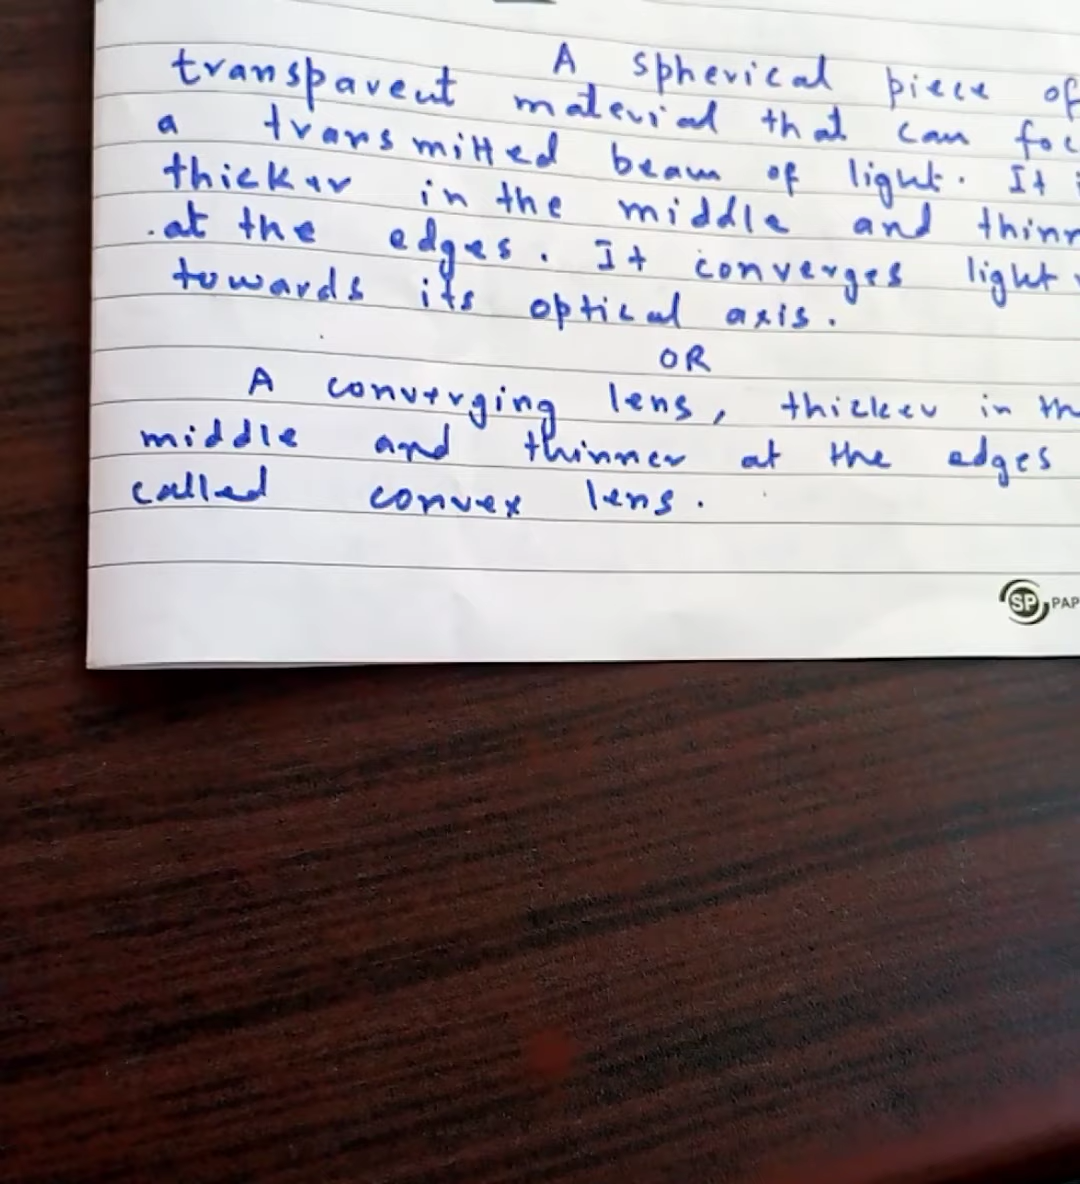 A spherical piece of
transparent material that can foc
a transmitted beam of light. It i
thicker in the middle and thinn
at the edges. It converges light
towards its optical axis.
OR
A converging lens, thicker in th
middle and thinner at the edges
called convex lens.
SP PAP